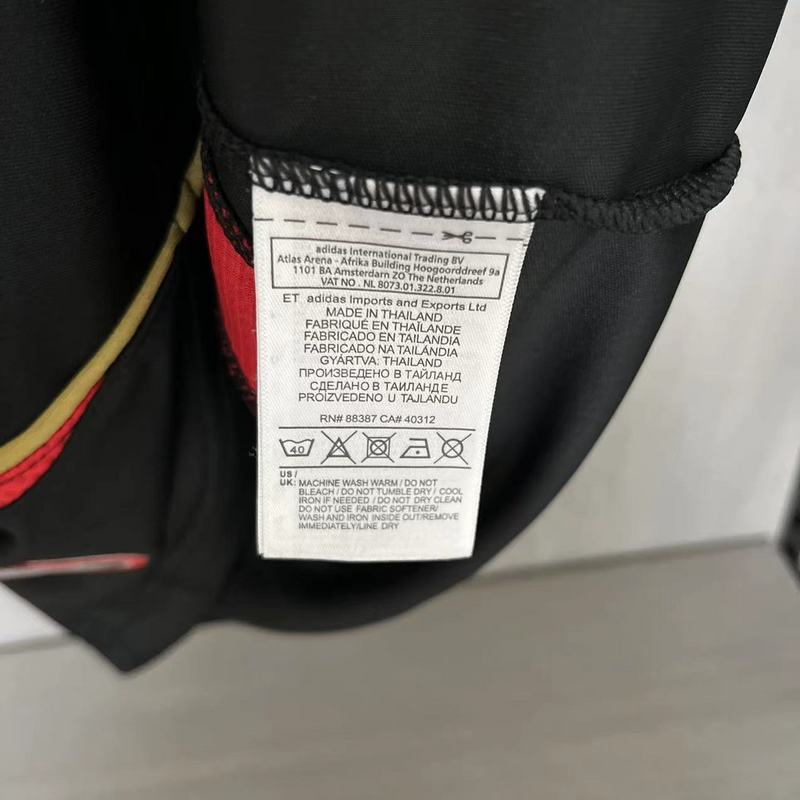 adidas International Trading BV
Atlas Arena - Afrika Building Hoogoorddreef 9a
1101 BA Amsterdam ZO The Netherlands
VAT NO . NL 8073.01.322.8.01
ET adidas Imports and Exports Ltd
MADE IN THAILAND
FABRIQUÉ EN THAÏLANDE
FABRICADO EN TAILANDIA
FABRICADO NA TAILÂNDIA
GYÁRTVA: THAILAND
ПРОИЗВЕДЕНО В ТАЙЛАНД
СДЕЛАНО В ТАИЛАНДЕ
PROIZVEDENO U TAJLANDU
RN# 88387 CA# 40312
40
US /
UK: MACHINE WASH WARM / DO NOT
BLEACH / DO NOT TUMBLE DRY / COOL
IRON IF NEEDED / DO NOT DRY CLEAN
DO NOT USE FABRIC SOFTENER/
WASH AND IRON INSIDE OUT/REMOVE
IMMEDIATELY/LINE DRY